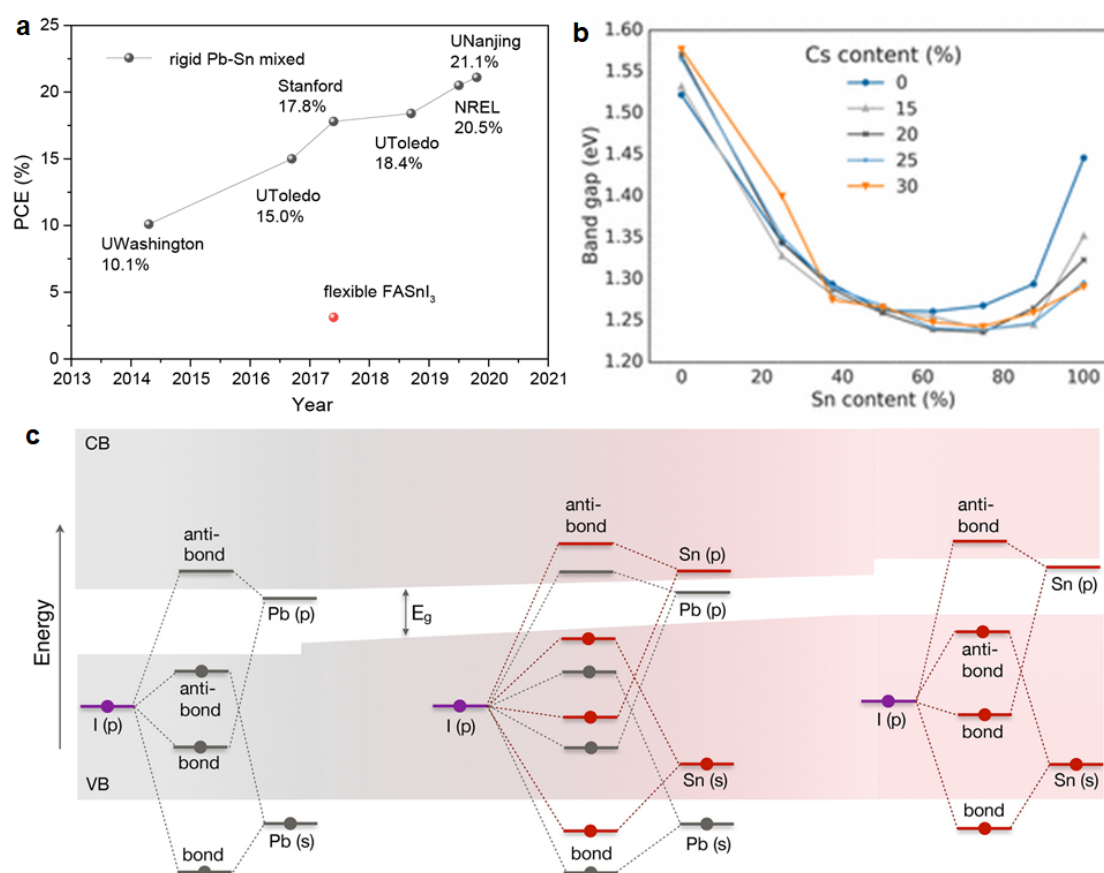 a
rigid Pb-Sn mixed
UNanjing
21.1%
Stanford
17.8%
NREL
20.5%
UToledo
18.4%
UToledo
15.0%
UWashington
10.1%
flexible FASnI3
PCE (%)
25
20
15
10
5
0
2013 2014 2015 2016 2017 2018 2019 2020 2021
Year
b
Cs content (%)
0
15
20
25
30
Band gap (eV)
1.60
1.55
1.50
1.45
1.40
1.35
1.30
1.25
1.20
0 20 40 60 80 100
Sn content (%)
c
CB
Energy
VB
anti-
bond
Pb (p)
I (p)
anti-
bond
bond
Pb (s)
bond
Eg
anti-
bond
Sn (p)
Pb (p)
I (p)
Sn (s)
Pb (s)
bond
anti-
bond
Sn (p)
I (p)
anti-
bond
bond
Sn (s)
bond